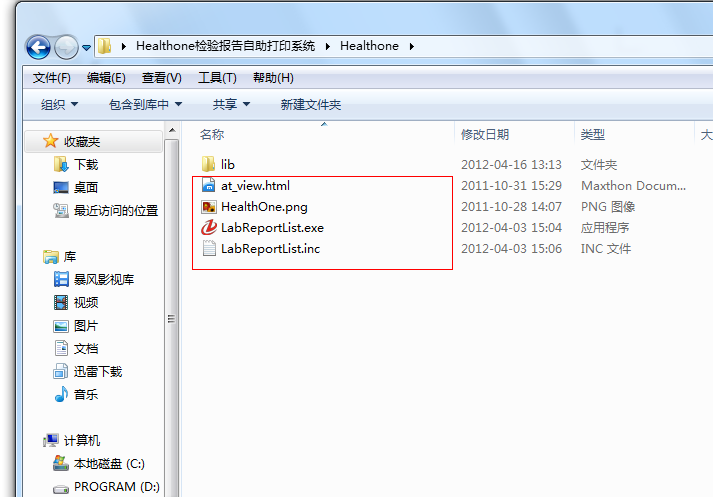 Healthone检验报告自助打印系统 Healthone
文件(F) 编辑(E) 查看(V) 工具(T) 帮助(H)
组织 包含到库中 共享 新建文件夹
收藏夹
下载
桌面
最近访问的位置
库
暴风影视库
视频
图片
文档
迅雷下载
音乐
计算机
本地磁盘 (C:)
PROGRAM (D:)
名称 修改日期 类型 大
lib 2012-04-16 13:13 文件夹
at_view.html 2011-10-31 15:29 Maxthon Docum...
HealthOne.png 2011-10-28 14:07 PNG 图像
LabReportList.exe 2012-04-03 15:04 应用程序
LabReportList.inc 2012-04-03 15:06 INC 文件